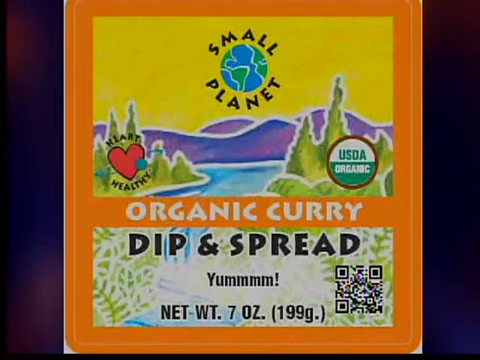 SMALL
PLANET
HEART
HEALTHY
USDA
ORGANIC
ORGANIC CURRY
DIP & SPREAD
Yummmm!
NET WT. 7 OZ. (199g.)